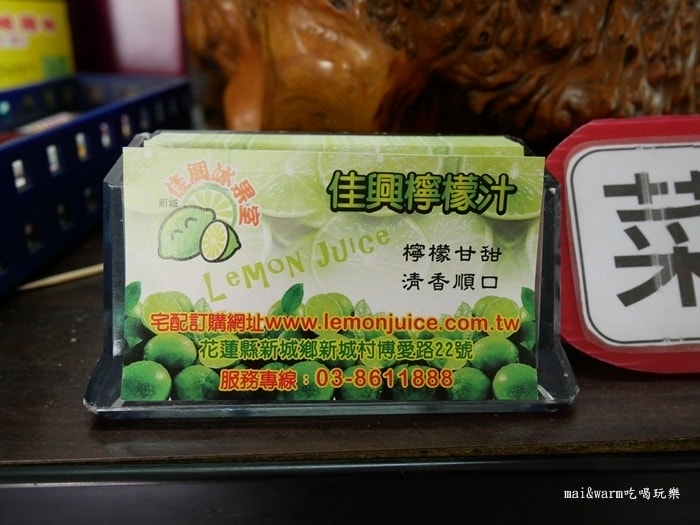 佳興冰果室
新城
佳興檸檬汁
LeMON JUice
檸檬甘甜
清香順口
宅配訂購網址www.lemonjuice.com.tw
花蓮縣新城鄉新城村博愛路22號
服務專線：03-8611888
菜
mai&warm吃喝玩樂